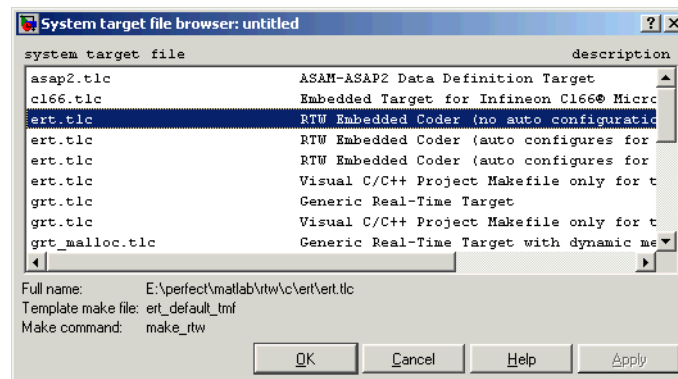 System target file browser: untitled
system target file description
asap2.tlc ASAM-ASAP2 Data Definition Target
c166.tlc Embedded Target for Infineon C166® Micro
ert.tlc RTW Embedded Coder (no auto configuratio
ert.tlc RTW Embedded Coder (auto configures for
ert.tlc RTW Embedded Coder (auto configures for
ert.tlc Visual C/C++ Project Makefile only for t
grt.tlc Generic Real-Time Target
grt.tlc Visual C/C++ Project Makefile only for t
grt_malloc.tlc Generic Real-Time Target with dynamic me
Full name: E:\perfect\matlab\rtw\c\ert\ert.tlc
Template make file: ert_default_tmf
Make command: make_rtw
OK Cancel Help Apply